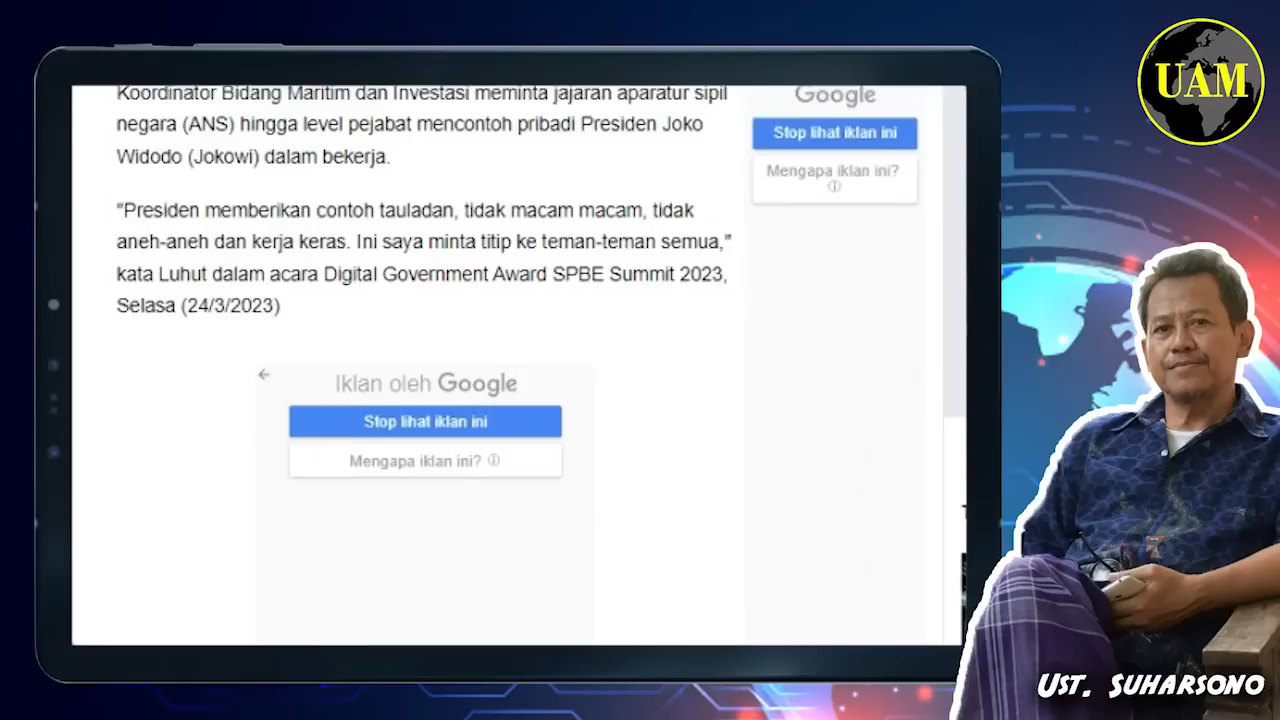 Koordinator Bidang Maritim dan Investasi meminta jajaran aparatur sipil
negara (ANS) hingga level pejabat mencontoh pribadi Presiden Joko
Widodo (Jokowi) dalam bekerja.
"Presiden memberikan contoh tauladan, tidak macam macam, tidak
aneh-aneh dan kerja keras. Ini saya minta titip ke teman-teman semua,"
kata Luhut dalam acara Digital Government Award SPBE Summit 2023,
Selasa (24/3/2023)
Iklan oleh Google
Stop lihat iklan ini
Mengapa iklan ini?
Google
Stop lihat iklan ini
Mengapa iklan ini?
UAM
Ust. Suharsono